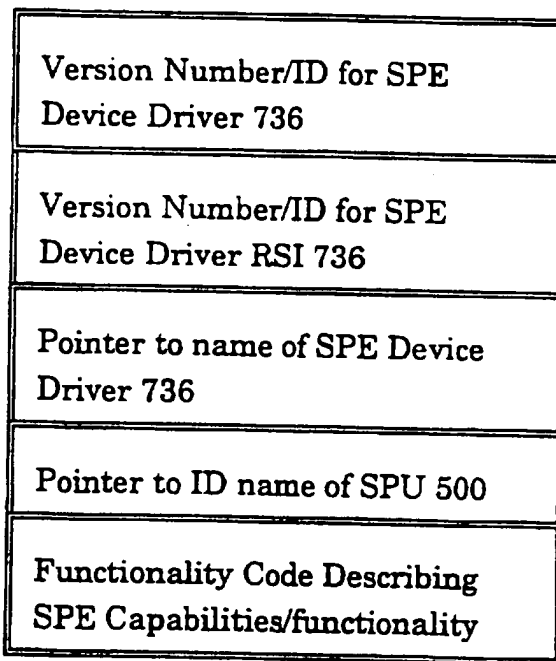 Version Number/ID for SPE
Device Driver 736
Version Number/ID for SPE
Device Driver RSI 736
Pointer to name of SPE Device
Driver 736
Pointer to ID name of SPU 500
Functionality Code Describing
SPE Capabilities/functionality